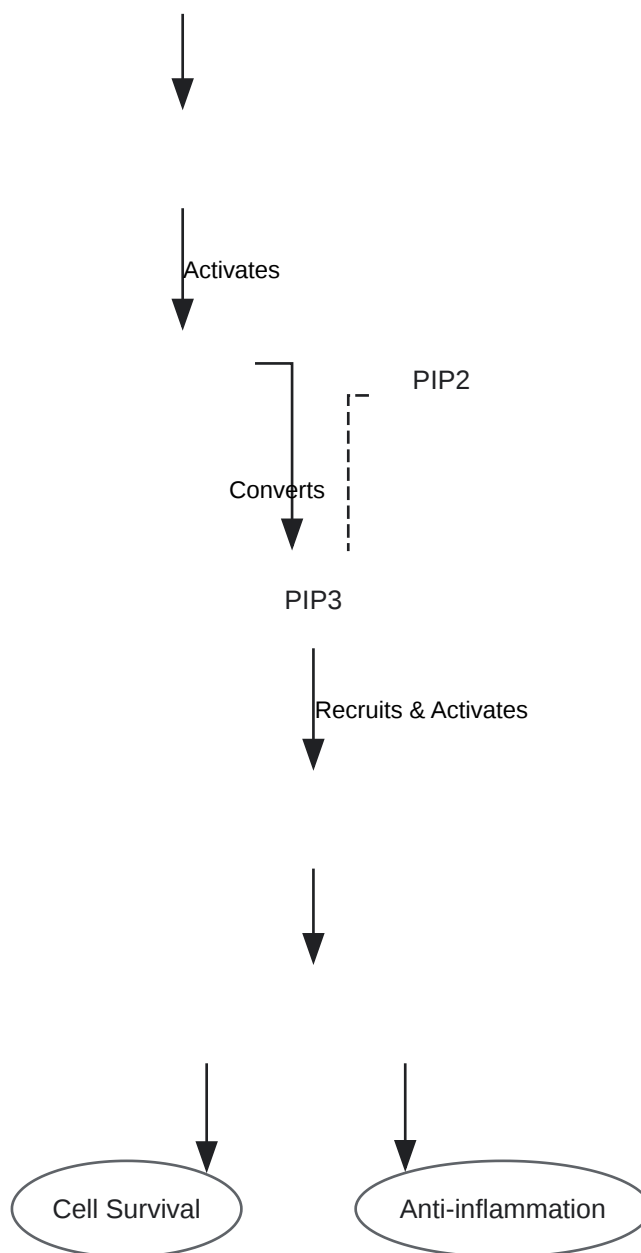 Activates
PIP2
Converts
PIP3
Recruits & Activates
Cell Survival
Anti-inflammation